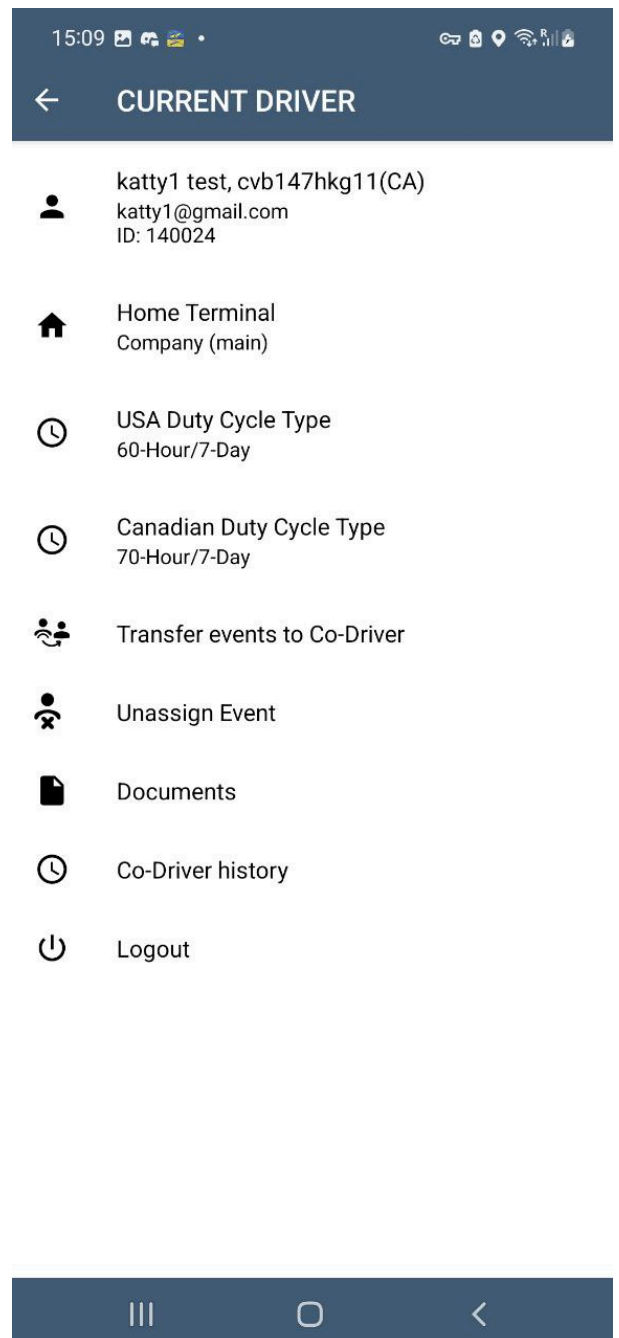 15:09
CURRENT DRIVER
katty1 test, cvb147hkg11(CA)
katty1@gmail.com
ID: 140024
Home Terminal
Company (main)
USA Duty Cycle Type
60-Hour/7-Day
Canadian Duty Cycle Type
70-Hour/7-Day
Transfer events to Co-Driver
Unassign Event
Documents
Co-Driver history
Logout